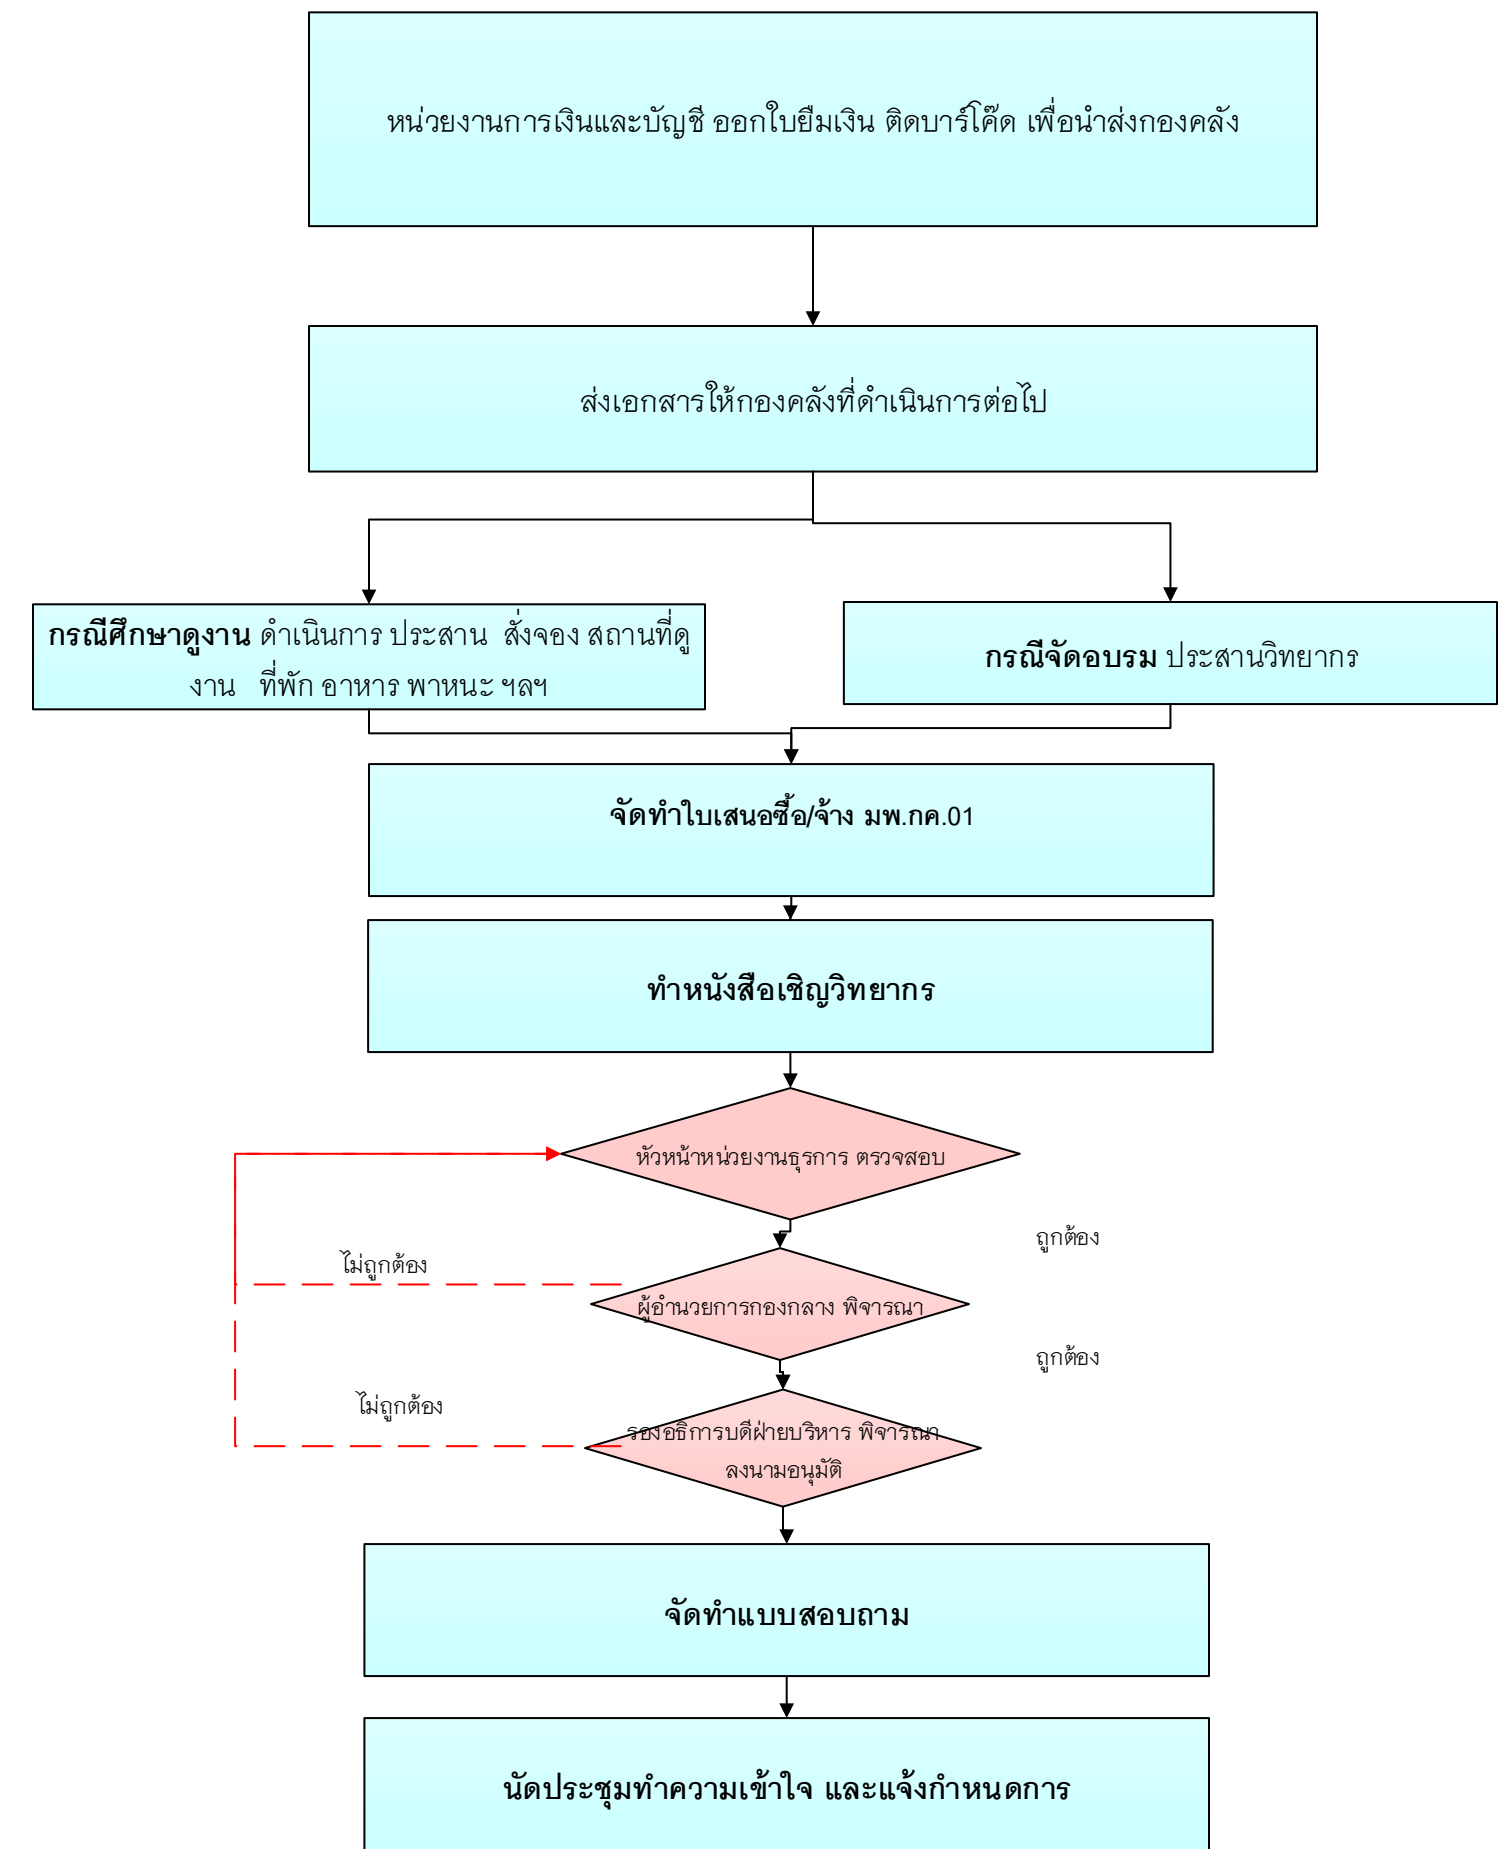 หน่วยงานการเงินและบัญชี ออกใบยืมเงิน ติดบาร์โค๊ด เพื่อนำส่งกองคลัง
ส่งเอกสารให้กองคลังที่ดำเนินการต่อไป
กรณีศึกษาดูงาน ดำเนินการ ประสาน สั่งจอง สถานที่ดู
งาน ที่พัก อาหาร พาหนะ ฯลฯ
กรณีจัดอบรม ประสานวิทยากร
จัดทำใบเสนอซื้อ/จ้าง มพ.กค.01
ทำหนังสือเชิญวิทยากร
หัวหน้าหน่วยงานธุรการ ตรวจสอบ
ถูกต้อง
ไม่ถูกต้อง
ผู้อำนวยการกองกลาง พิจารณา
ถูกต้อง
ไม่ถูกต้อง
รองอธิการบดีฝ่ายบริหาร พิจารณา
ลงนามอนุมัติ
จัดทำแบบสอบถาม
นัดประชุมทำความเข้าใจ และแจ้งกำหนดการ